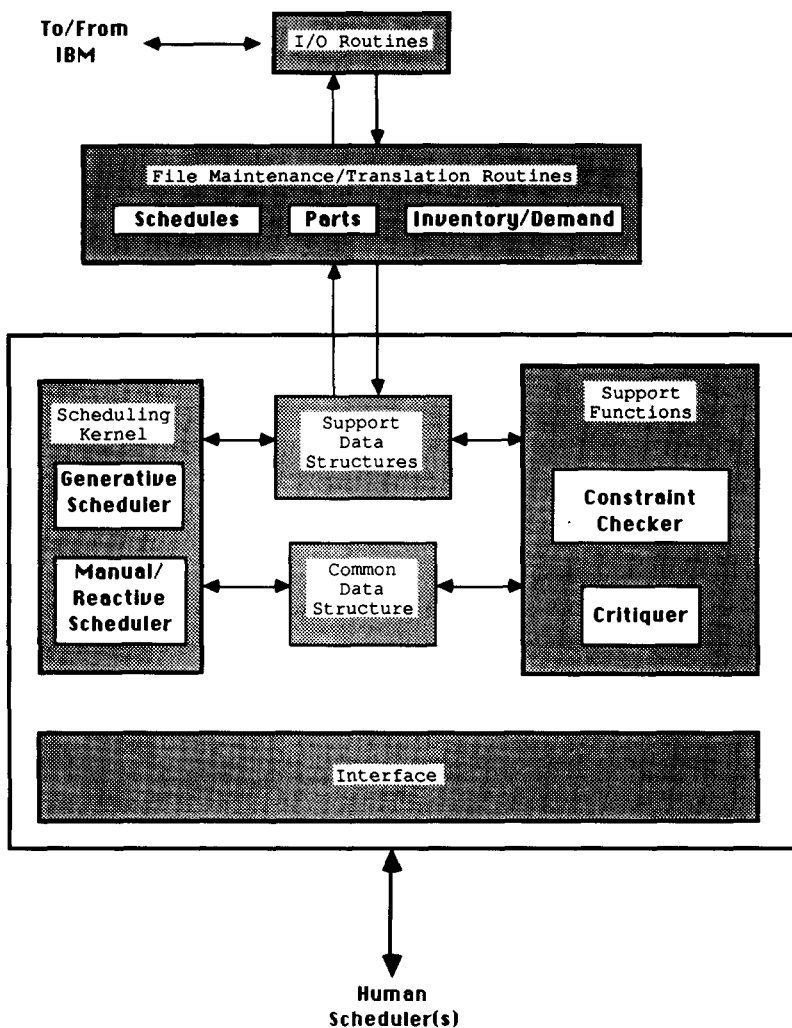 To/From
IBM
I/O Routines
File Maintenance/Translation Routines
Schedules
Parts
Inventory/Demand
Scheduling
Kernel
Generative
Scheduler
Manual/
Reactive
Scheduler
Support
Data
Structures
Common
Data
Structure
Support
Functions
Constraint
Checker
Critiquer
Interface
Human
Scheduler(s)